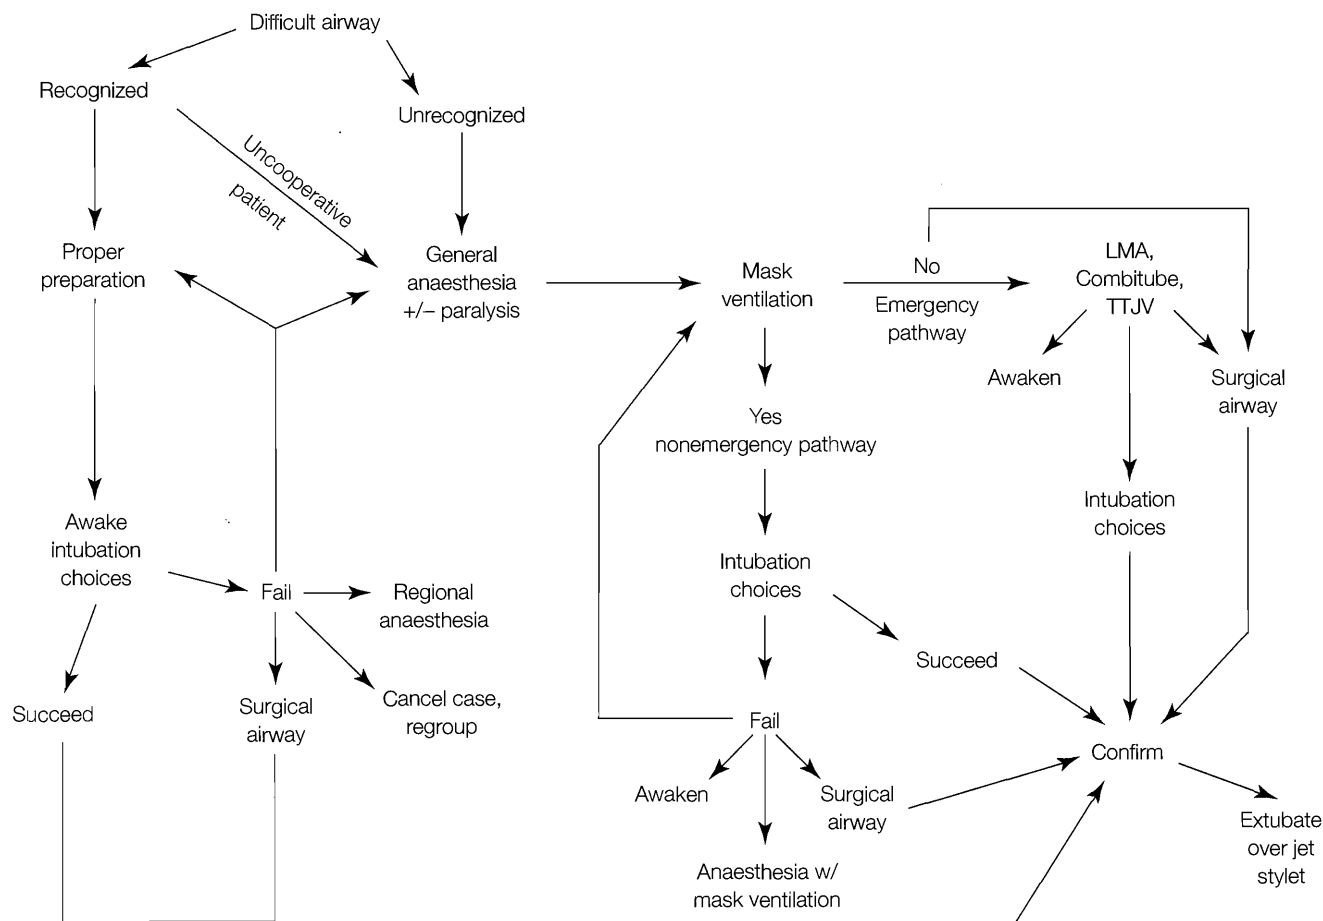 Difficult airway
Recognized
Unrecognized
Uncooperative
patient
Proper
preparation
General
anaesthesia
+/– paralysis
Mask
ventilation
No
Emergency
pathway
LMA,
Combitube,
TTJV
Awaken
Surgical
airway
Yes
nonemergency pathway
Intubation
choices
Awake
intubation
choices
Fail
Regional
anaesthesia
Intubation
choices
Succeed
Surgical
airway
Cancel case,
regroup
Succeed
Fail
Confirm
Awaken
Surgical
airway
Anaesthesia w/
mask ventilation
Extubate
over jet
stylet